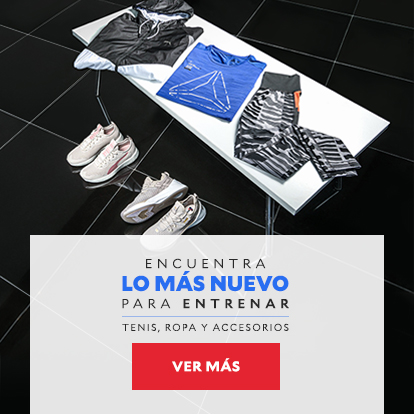 ENCUENTRA
LO MÁS NUEVO
PARA ENTRENAR
TENIS, ROPA Y ACCESORIOS
VER MÁS